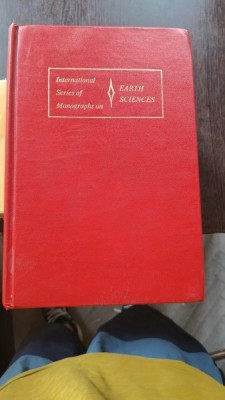 International
Series of
Monographs on
EARTH
SCIENCES